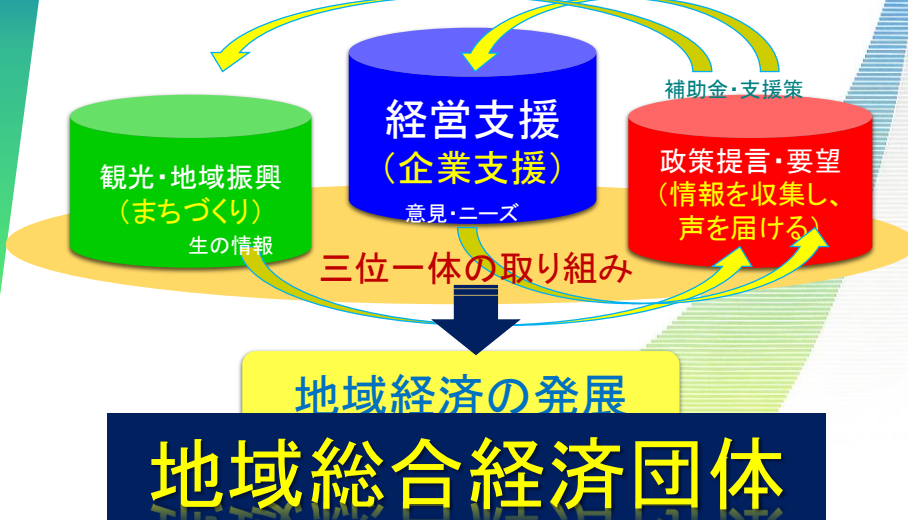 補助金・支援策
経営支援
（企業支援）
意見・ニーズ
観光・地域振興
（まちづくり）
生の情報
政策提言・要望
（情報を収集し、
声を届ける）
三位一体の取り組み
地域経済の発展
地域総合経済団体